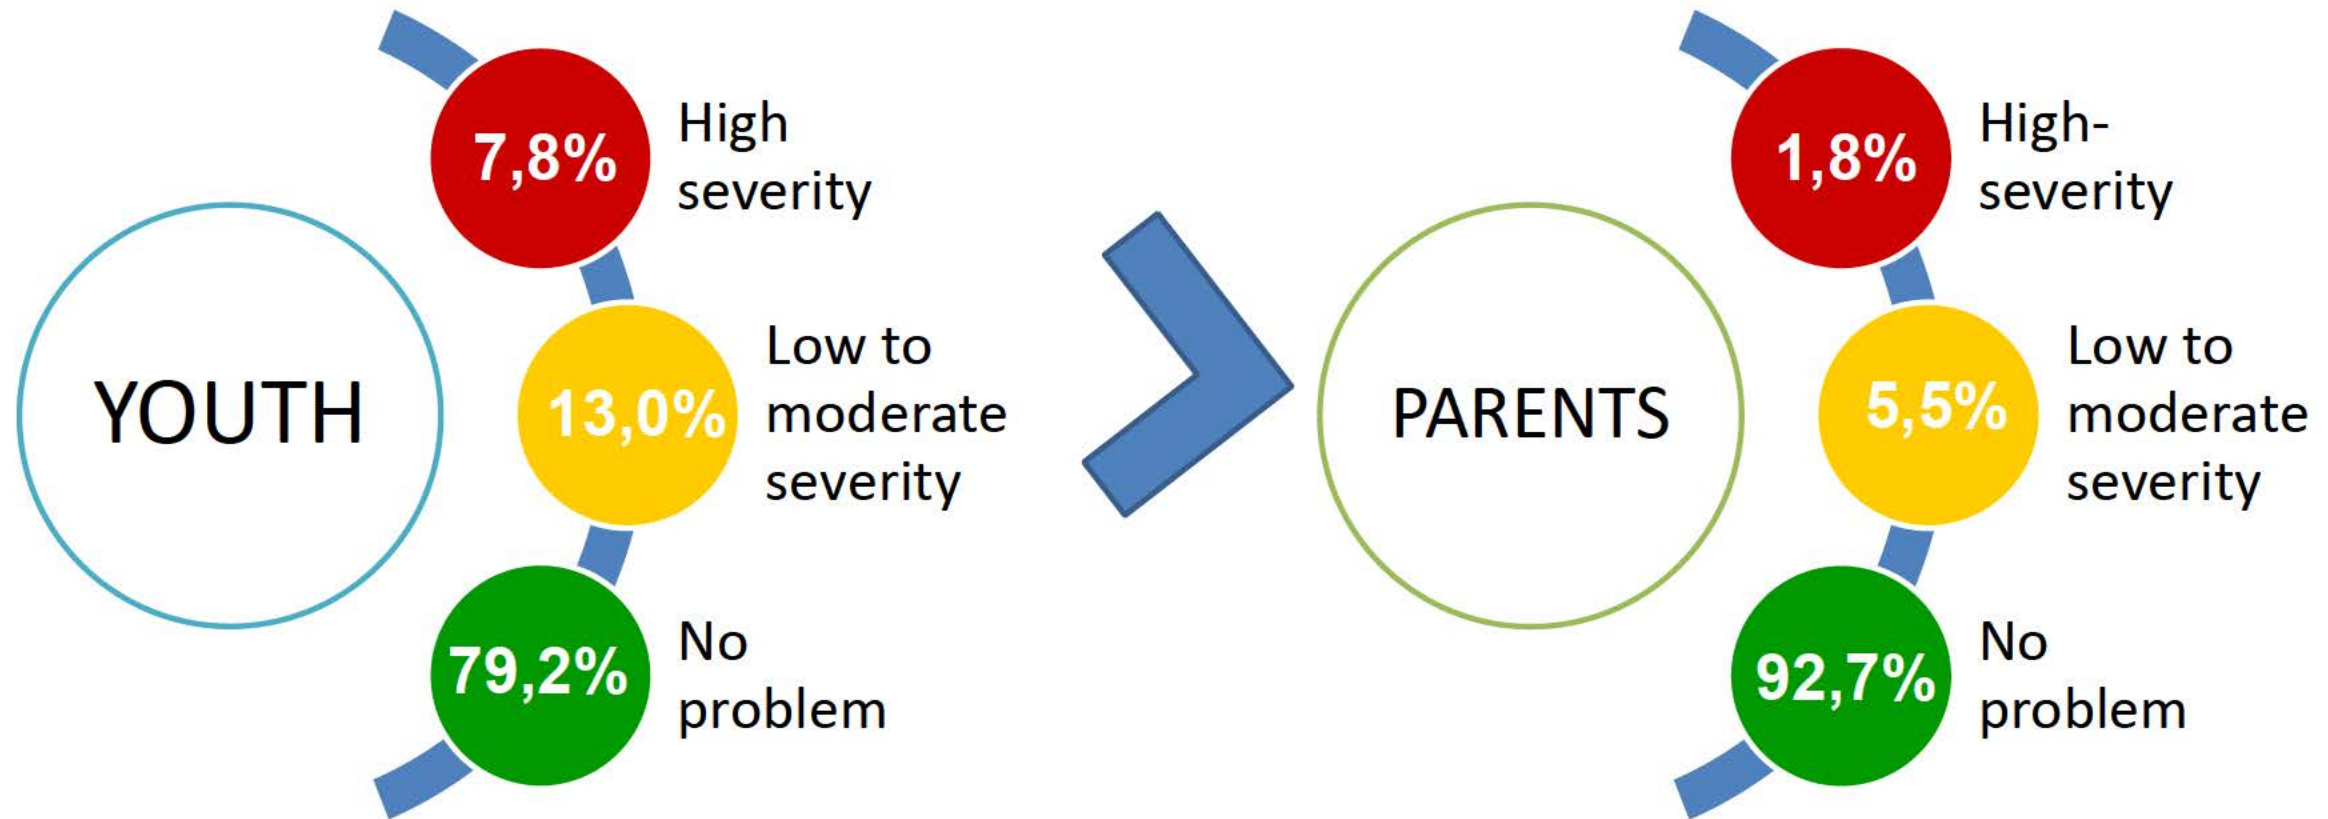 YOUTH
7,8%
High
severity
13,0%
Low to
moderate
severity
79,2%
No
problem
PARENTS
1,8%
High-
severity
5,5%
Low to
moderate
severity
92,7%
No
problem